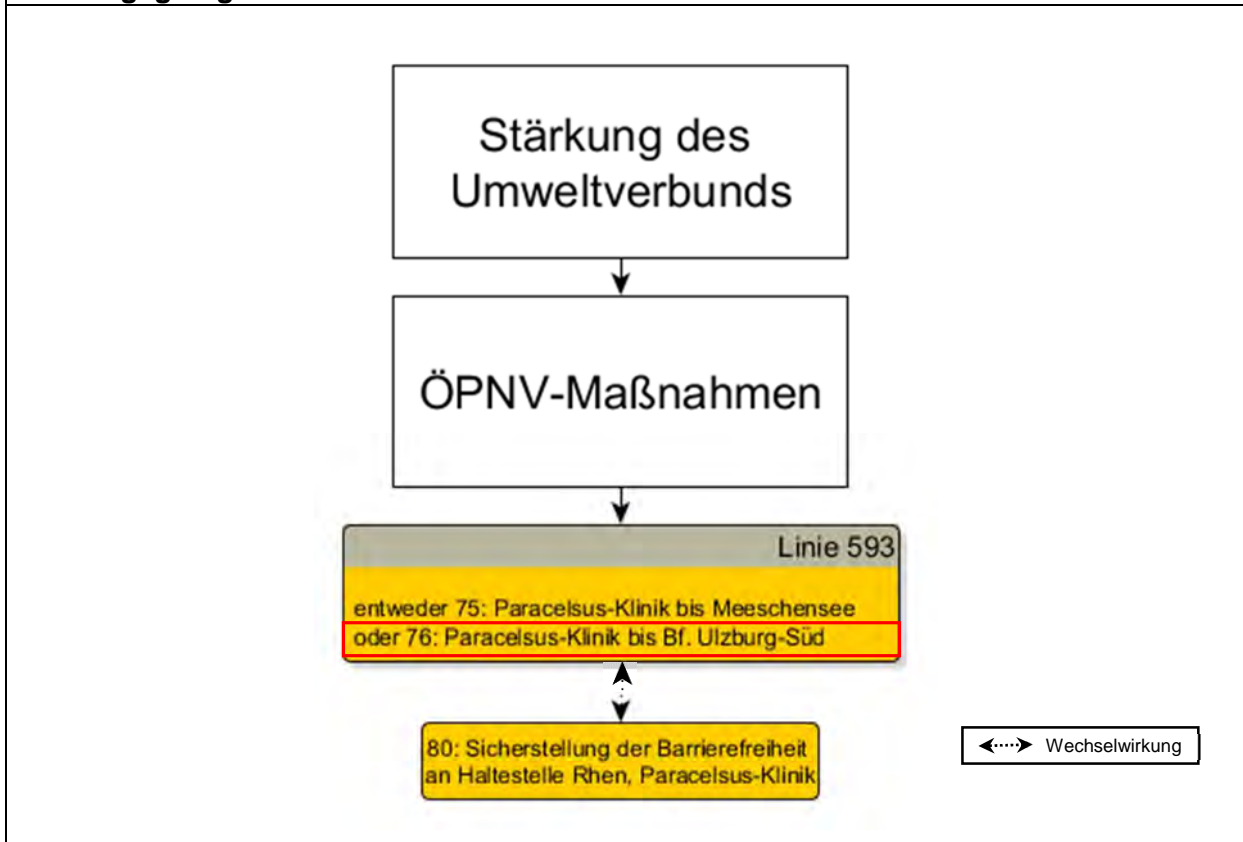 Stärkung des
Umweltverbunds
ÖPNV-Maßnahmen
Linie 593
entweder 75: Paracelsus-Klinik bis Meeschensee
oder 76: Paracelsus-Klinik bis Bf. Ulzburg-Süd
80: Sicherstellung der Barrierefreiheit
an Haltestelle Rhen, Paracelsus-Klinik
Wechselwirkung